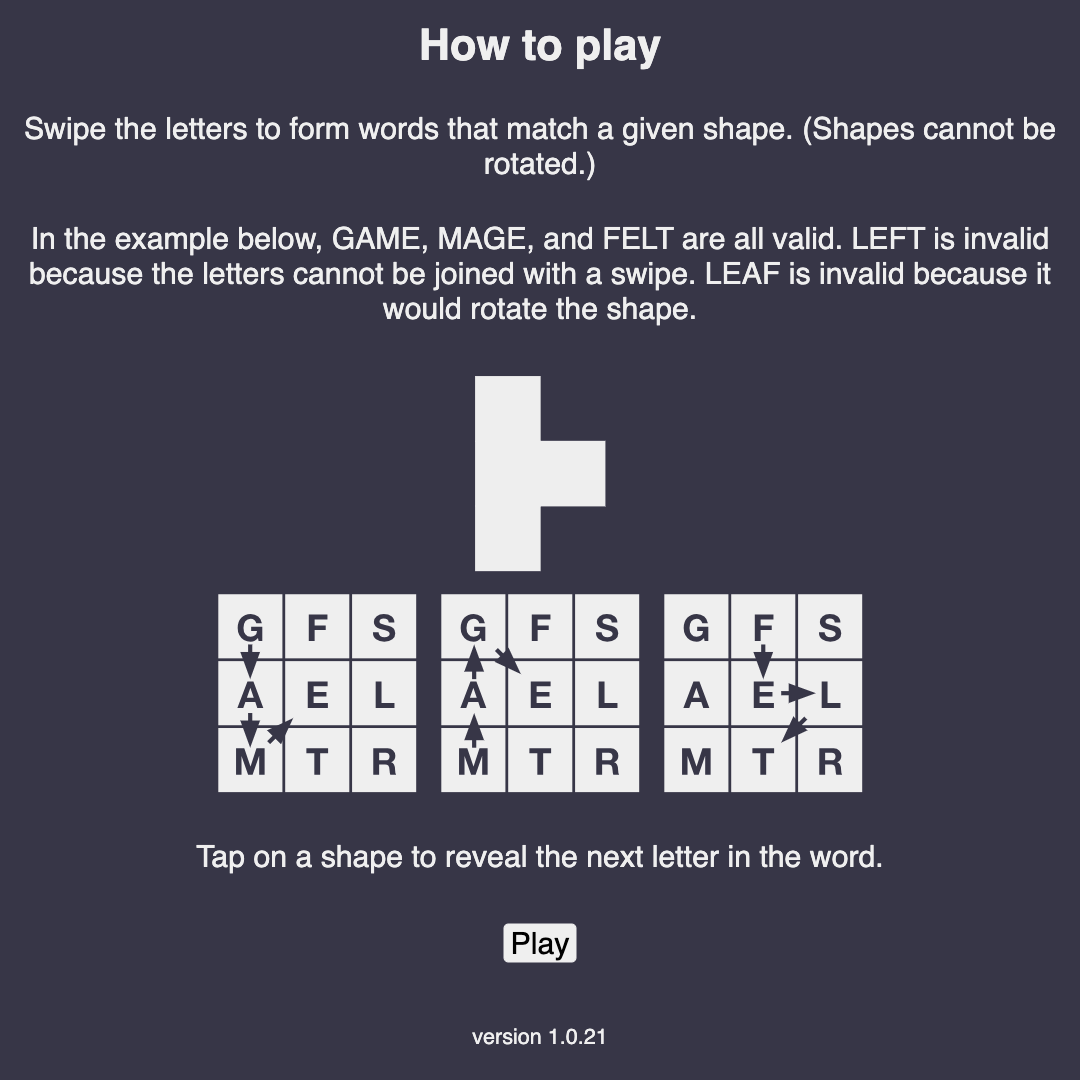 How to play
Swipe the letters to form words that match a given shape. (Shapes cannot be
rotated.)
In the example below, GAME, MAGE, and FELT are all valid. LEFT is invalid
because the letters cannot be joined with a swipe. LEAF is invalid because it
would rotate the shape.
G F S G F S G F S
A E L A E L A E L
M T R M T R M T R
Tap on a shape to reveal the next letter in the word.
Play
version 1.0.21